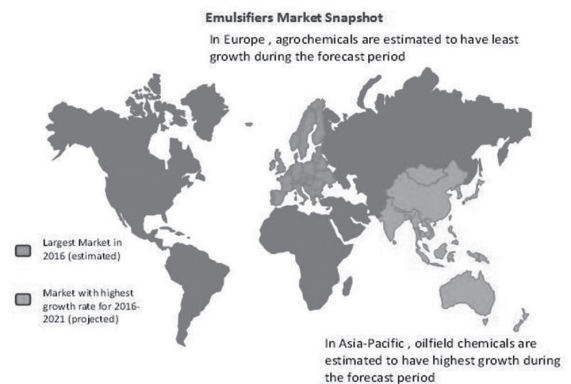 Emulsifiers Market Snapshot
In Europe , agrochemicals are estimated to have least
growth during the forecast period
Largest Market in
2016 (estimated)
Market with highest
growth rate for 2016-
2021 (projected)
In Asia-Pacific , oilfield chemicals are
estimated to have highest growth during
the forecast period